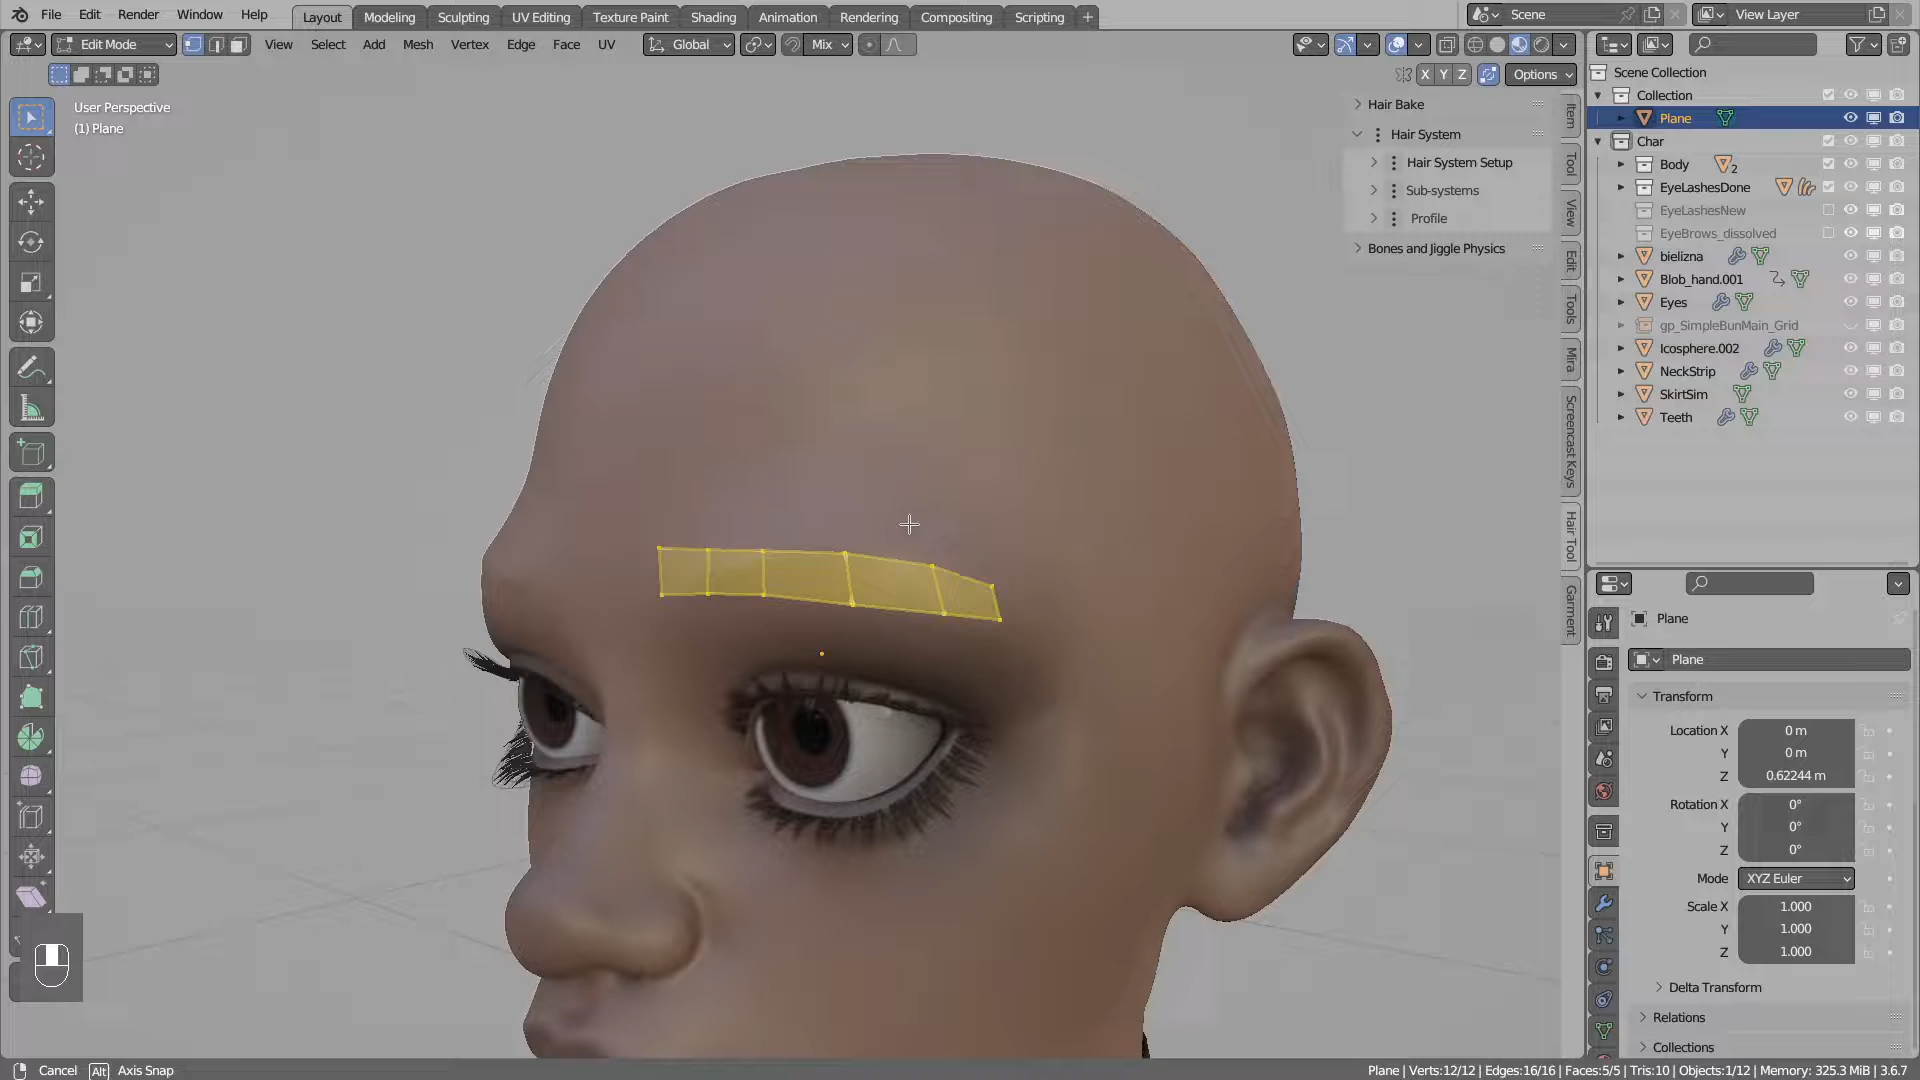 File Edit Render Window Help Layout Modeling Sculpting UV Editing Texture Paint Shading Animation Rendering Compositing Scripting + Scene View Layer
Edit Mode View Select Add Mesh Vertex Edge Face UV Global Mix
X Y Z Options
User Perspective
(1) Plane
Hair Bake
Hair System
Hair System Setup
Sub-systems
Profile
Bones and Jiggle Physics
Item
Tool
View
Edit
Tools
Mira
Screencast Keys
Hair Tool
Garment
Scene Collection
Collection
Plane
Char
Body 2
EyeLashesDone
EyeLashesNew
EyeBrows_dissolved
bielizna
Blob_hand.001
Eyes
gp_SimpleBunMain_Grid
Icosphere.002
NeckStrip
SkirtSim
Teeth
Plane
Plane
Transform
Location X 0 m
Y 0 m
Z 0.62244 m
Rotation X 0°
Y 0°
Z 0°
Mode XYZ Euler
Scale X 1.000
Y 1.000
Z 1.000
Delta Transform
Relations
Collections
Cancel Alt Axis Snap
Plane | Verts:12/12 | Edges:16/16 | Faces:5/5 | Tris:10 | Objects:1/12 | Memory: 325.3 MiB | 3.6.7